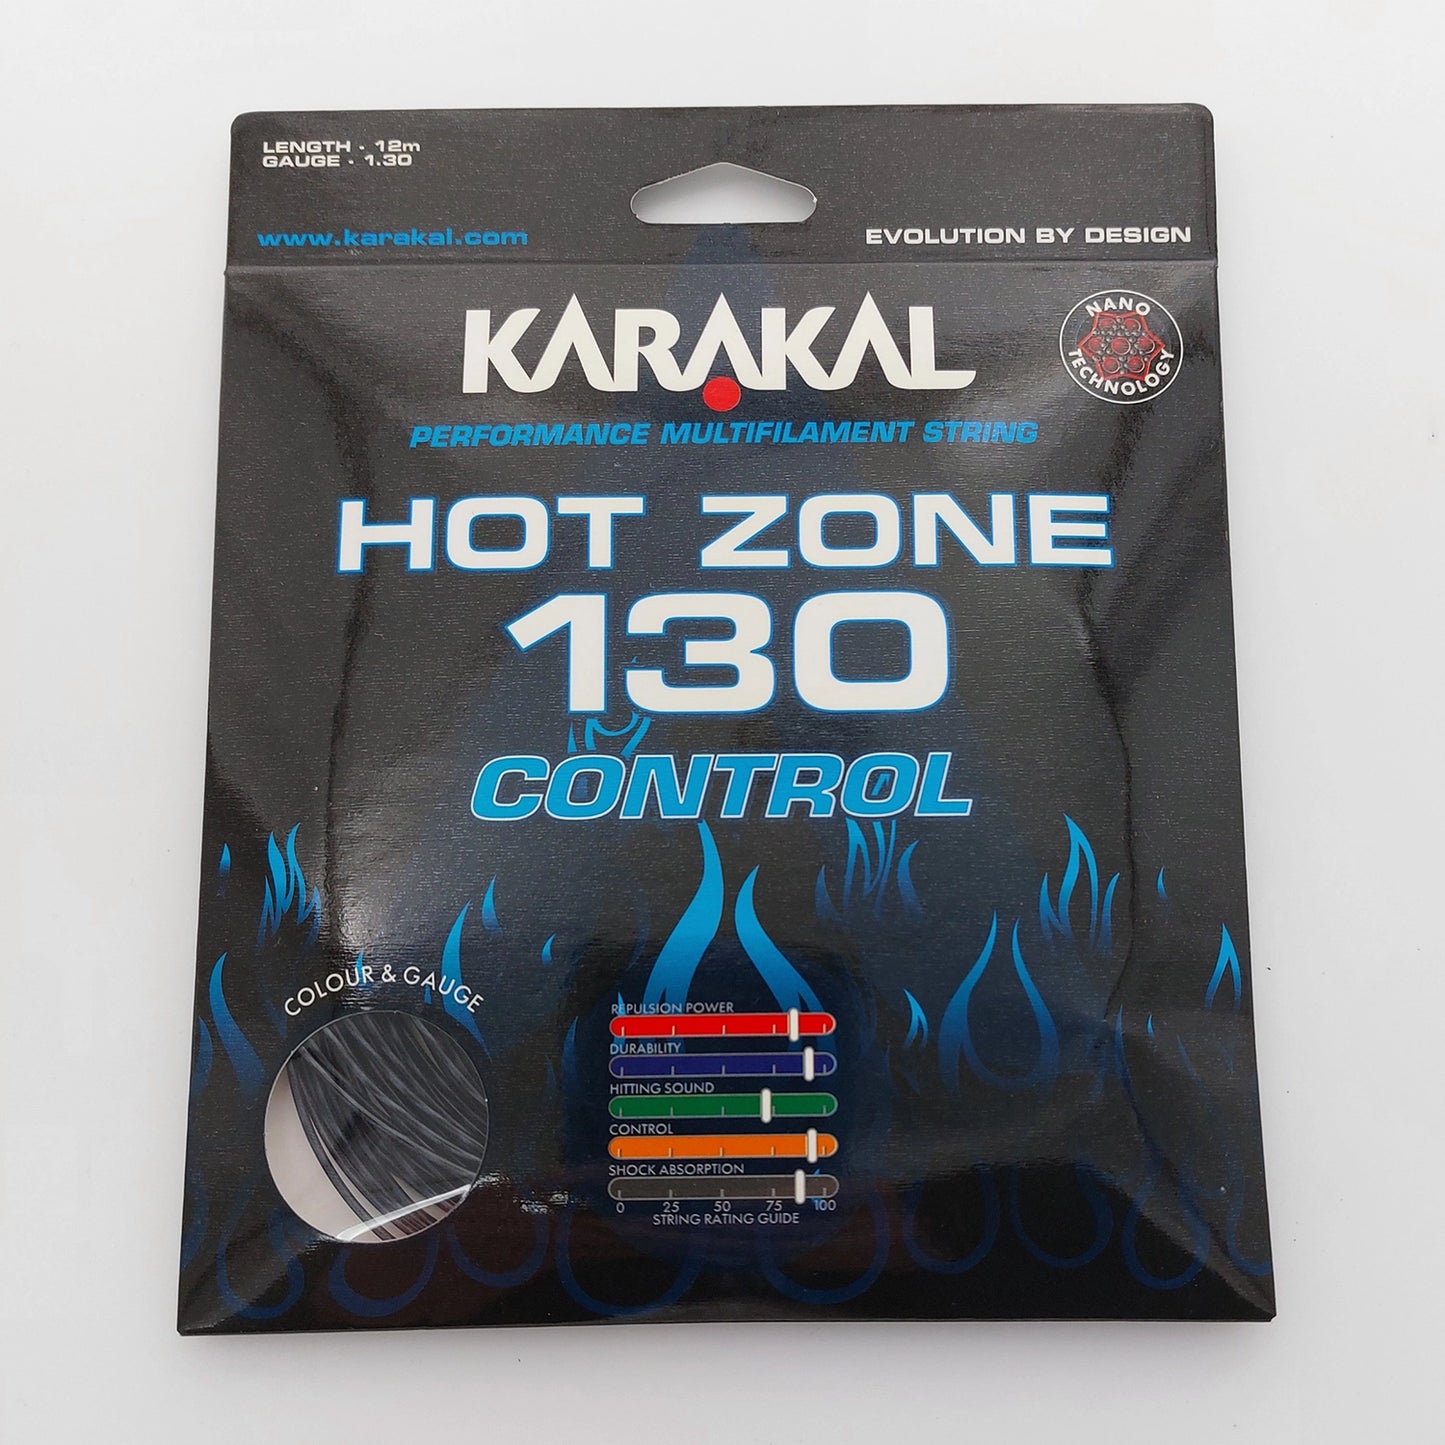 LENGTH - 12m
GAUGE - 1.30
www.karakal.com
EVOLUTION BY DESIGN
KARAKAL
NANO TECHNOLOGY
PERFORMANCE MULTIFILAMENT STRING
HOT ZONE
130
CONTROL
COLOUR & GAUGE
REPULSION POWER
DURABILITY
HITTING SOUND
CONTROL
SHOCK ABSORPTION
0 25 50 75 100
STRING RATING GUIDE